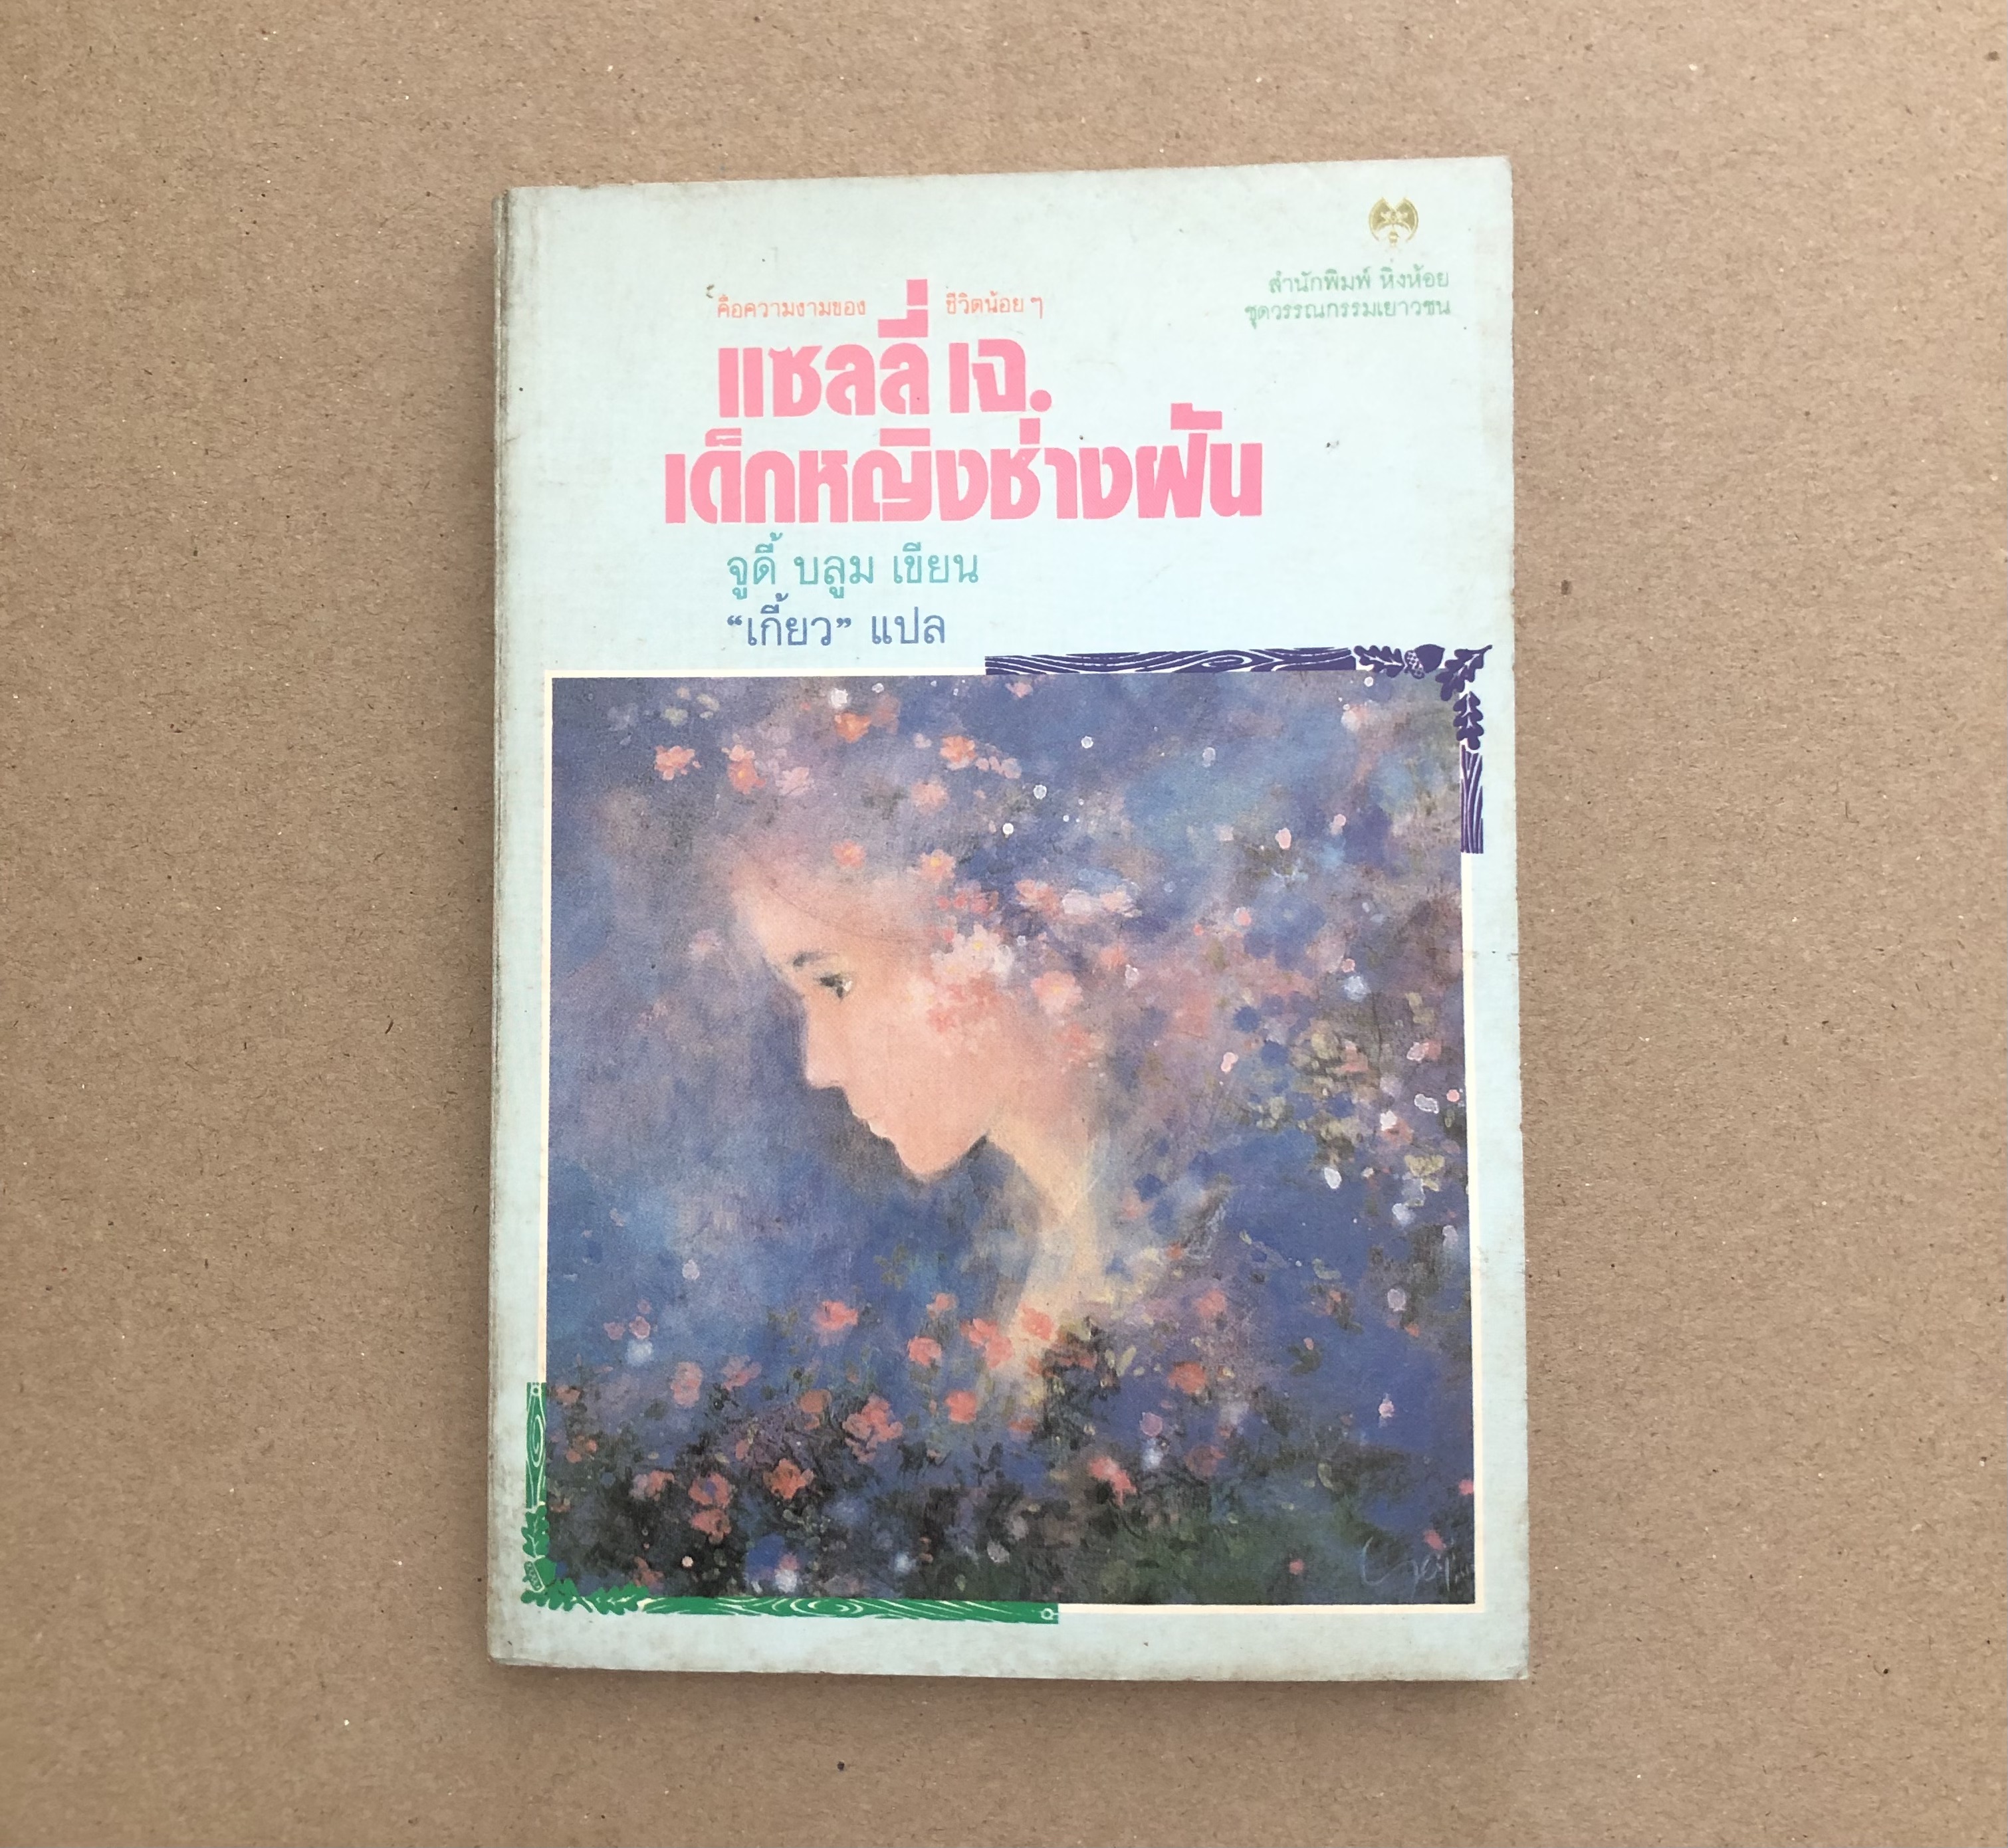 สำนักพิมพ์ หิ่งห้อย
ชุดวรรณกรรมเยาวชน
คือความงามของ ชีวิตน้อย ๆ
แซลลี่ เจ.
เด็กหญิงช่างฝัน
จูดี้ บลูม เขียน
“เกี้ยว” แปล